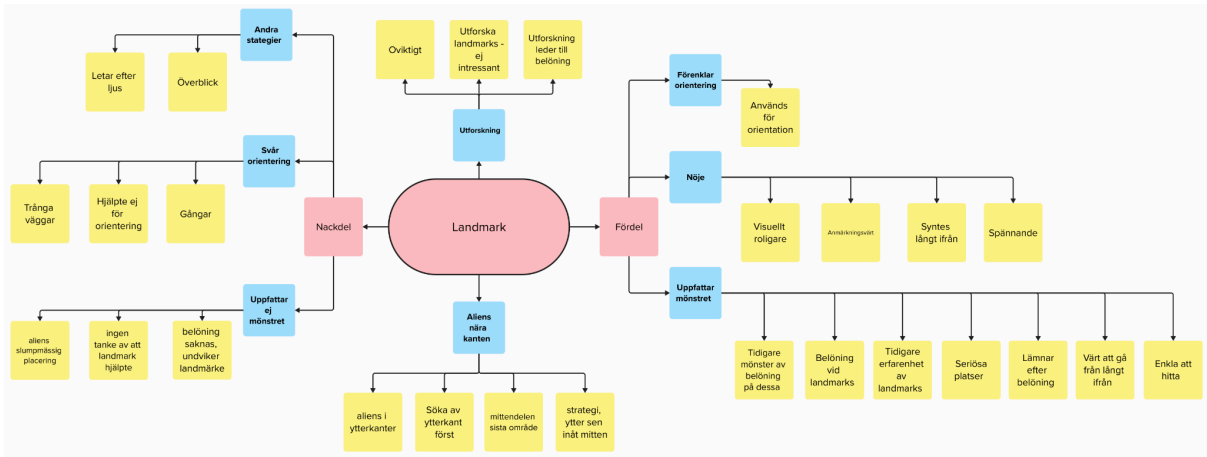 Andra
stategier
Letar efter
ljus
Överblick
Svår
orientering
Trånga
väggar
Hjälpte ej
för
orientering
Gångar
Nackdel
Uppfattar
ej
mönstret
aliens
slumpmässig
placering
ingen
tanke av att
landmark
hjälpte
belöning
saknas,
undviker
landmärke
Oviktigt
Utforska
landmarks -
ej
intressant
Utforskning
leder till
belöning
Utforskning
Landmark
Aliens
nära
kanten
aliens i
ytterkanter
Söka av
ytterkant
först
mittendelen
sista område
strategi,
ytter sen
inåt mitten
Fördel
Förenklar
orientering
Används
för
orientation
Nöje
Visuellt
roligare
Anmärkningsvärt
Syntes
långt ifrån
Spännande
Uppfattar
mönstret
Tidigare
mönster av
belöning
på dessa
Belöning
vid
landmarks
Tidigare
erfarenhet
av
landmarks
Seriösa
platser
Lämnar
efter
belöning
Värt att gå
från långt
ifrån
Enkla att
hitta